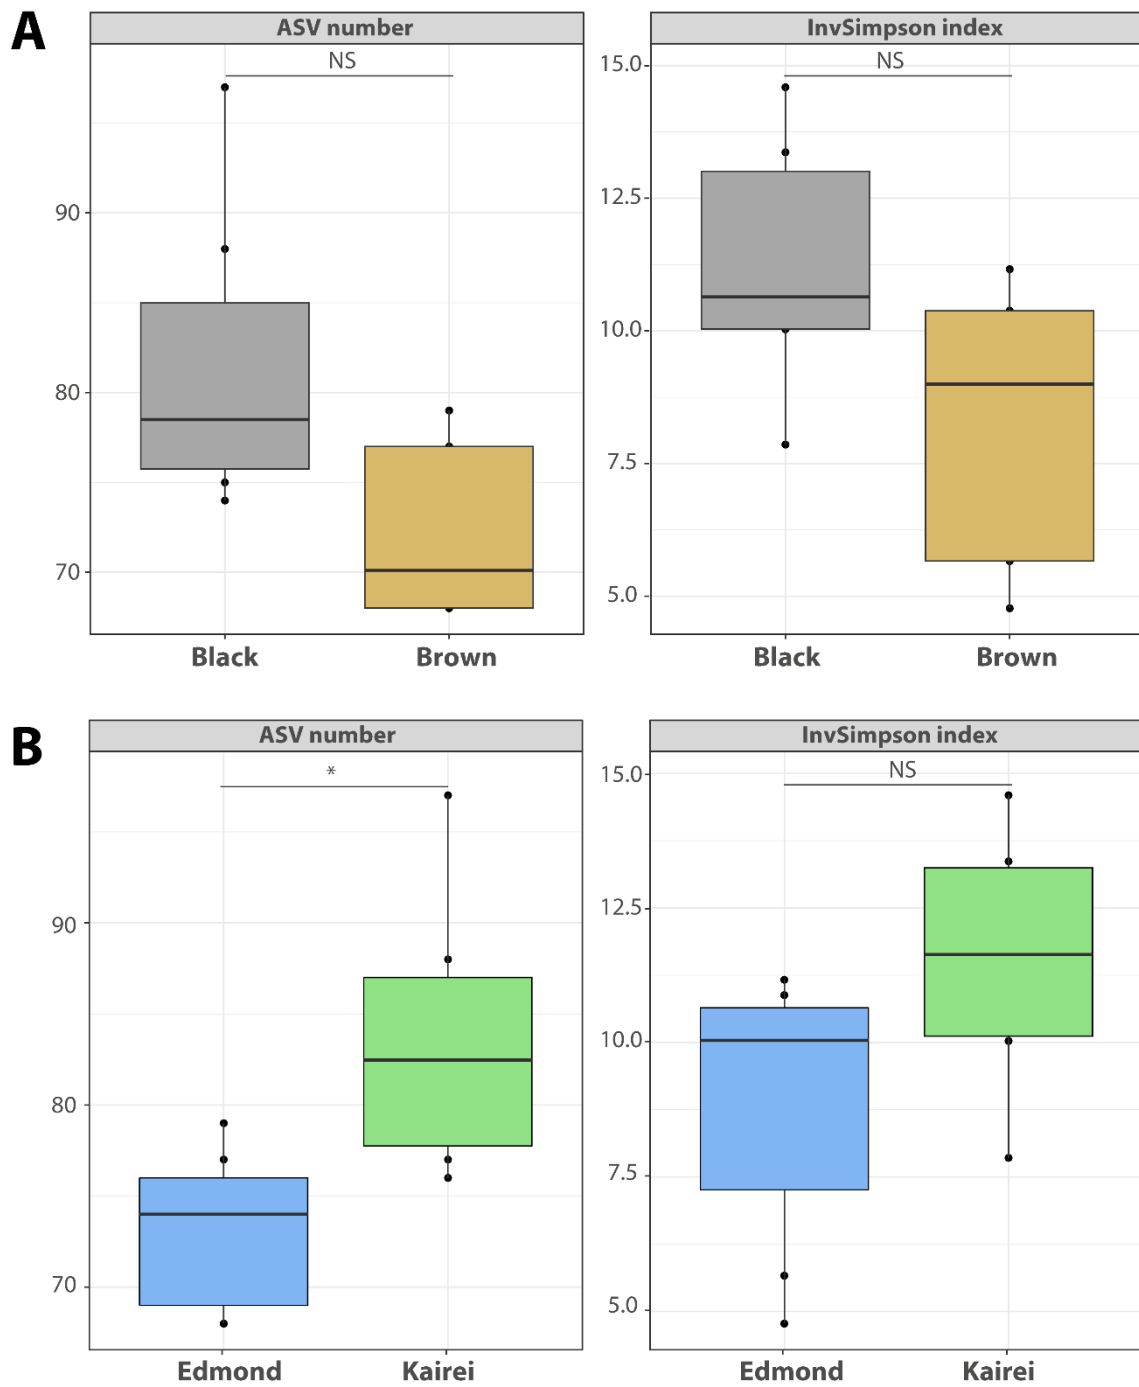 A
ASV number
NS
90
80
70
Black Brown
InvSimpson index
NS
15.0
12.5
10.0
7.5
5.0
Black Brown
B
ASV number
*
90
80
70
Edmond Kairei
InvSimpson index
NS
15.0
12.5
10.0
7.5
5.0
Edmond Kairei